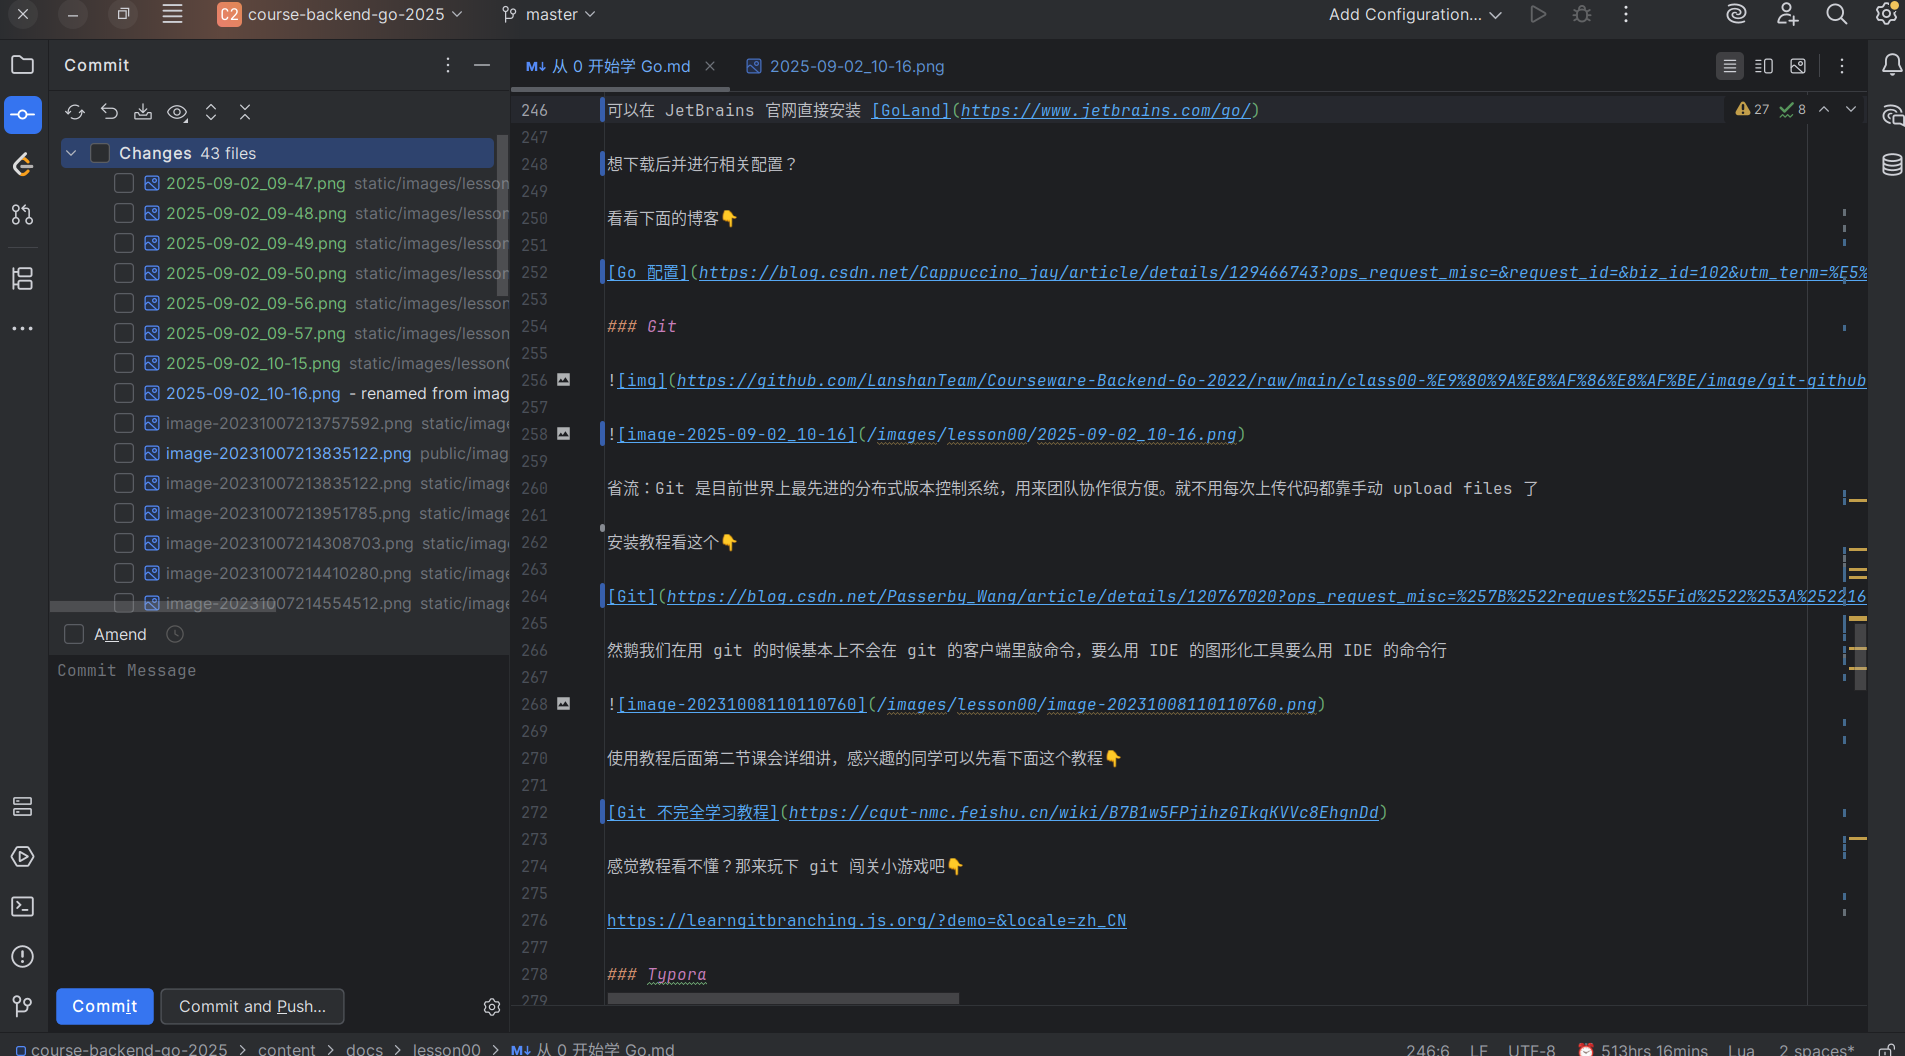 C2 course-backend-go-2025 master Add Configuration...
Commit
从 0 开始学 Go.md 2025-09-02_10-16.png
Changes 43 files
2025-09-02_09-47.png static/images/lesson
2025-09-02_09-48.png static/images/lesson
2025-09-02_09-49.png static/images/lesson
2025-09-02_09-50.png static/images/lesson
2025-09-02_09-56.png static/images/lesson
2025-09-02_09-57.png static/images/lesson
2025-09-02_10-15.png static/images/lesson0
2025-09-02_10-16.png - renamed from imag
image-20231007213757592.png static/image
image-20231007213835122.png public/imag
image-20231007213835122.png static/image
image-20231007213951785.png static/image
image-20231007214308703.png static/imag
image-20231007214410280.png static/image
image-20231007214554512.png static/image
Amend
Commit Message
Commit Commit and Push...
27 8
246 可以在 JetBrains 官网直接安装 [GoLand](https://www.jetbrains.com/go/)
247
248 想下载后并进行相关配置？
249
250 看看下面的博客👇
251
252 [Go 配置](https://blog.csdn.net/Cappuccino_jay/article/details/129466743?ops_request_misc=&request_id=&biz_id=102&utm_term=%E5%
253
254 ### Git
255
256 ![img](https://github.com/LanshanTeam/Courseware-Backend-Go-2022/raw/main/class00-%E9%80%9A%E8%AF%86%E8%AF%BE/image/git-github
257
258 ![image-2025-09-02_10-16](/images/lesson00/2025-09-02_10-16.png)
259
260 省流：Git 是目前世界上最先进的分布式版本控制系统，用来团队协作很方便。就不用每次上传代码都靠手动 upload files 了
261
262 安装教程看这个👇
263
264 [Git](https://blog.csdn.net/Passerby_Wang/article/details/120767020?ops_request_misc=%257B%2522request%255Fid%2522%253A%252216
265
266 然鹅我们在用 git 的时候基本上不会在 git 的客户端里敲命令，要么用 IDE 的图形化工具要么用 IDE 的命令行
267
268 ![image-20231008110110760](/images/lesson00/image-20231008110110760.png)
269
270 使用教程后面第二节课会详细讲，感兴趣的同学可以先看下面这个教程👇
271
272 [Git 不完全学习教程](https://cqut-nmc.feishu.cn/wiki/B7B1w5FPjihzGIkqKVVc8EhgnDd)
273
274 感觉教程看不懂？那来玩下 git 闯关小游戏吧👇
275
276 https://learngitbranching.js.org/?demo=&locale=zh_CN
277
278 ### Typora
279
course-backend-go-2025 > content > docs > lesson00 > 从 0 开始学 Go.md
246:6 LF UTF-8 513hrs 16mins Lua 2 spaces*